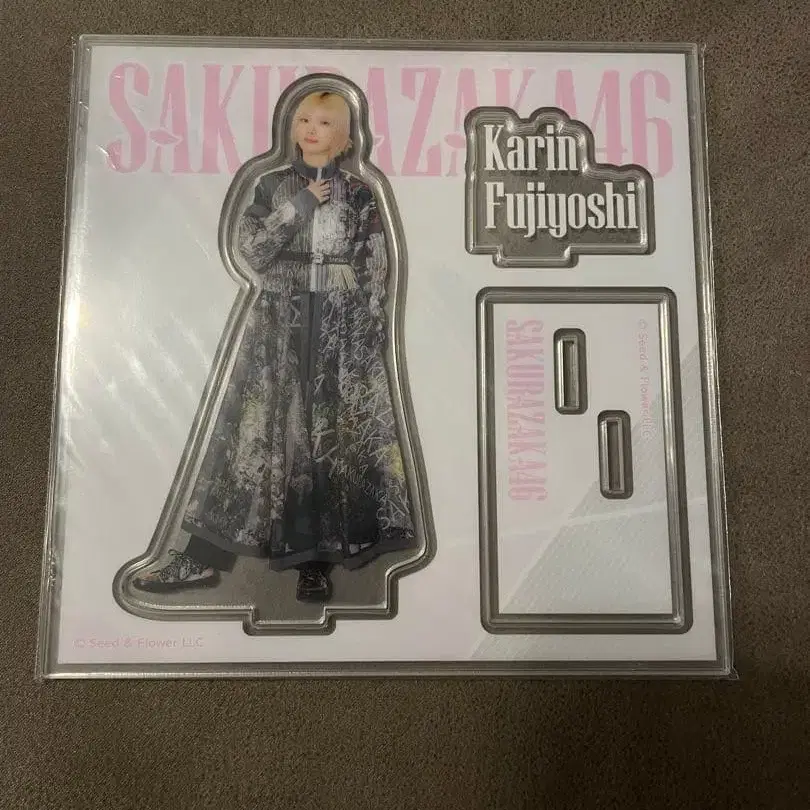 SAKURAZAKA46
Karin
Fujiyoshi
SAKURAZAKA46
© Seed & Flower LLC
© Seed & Flower LLC